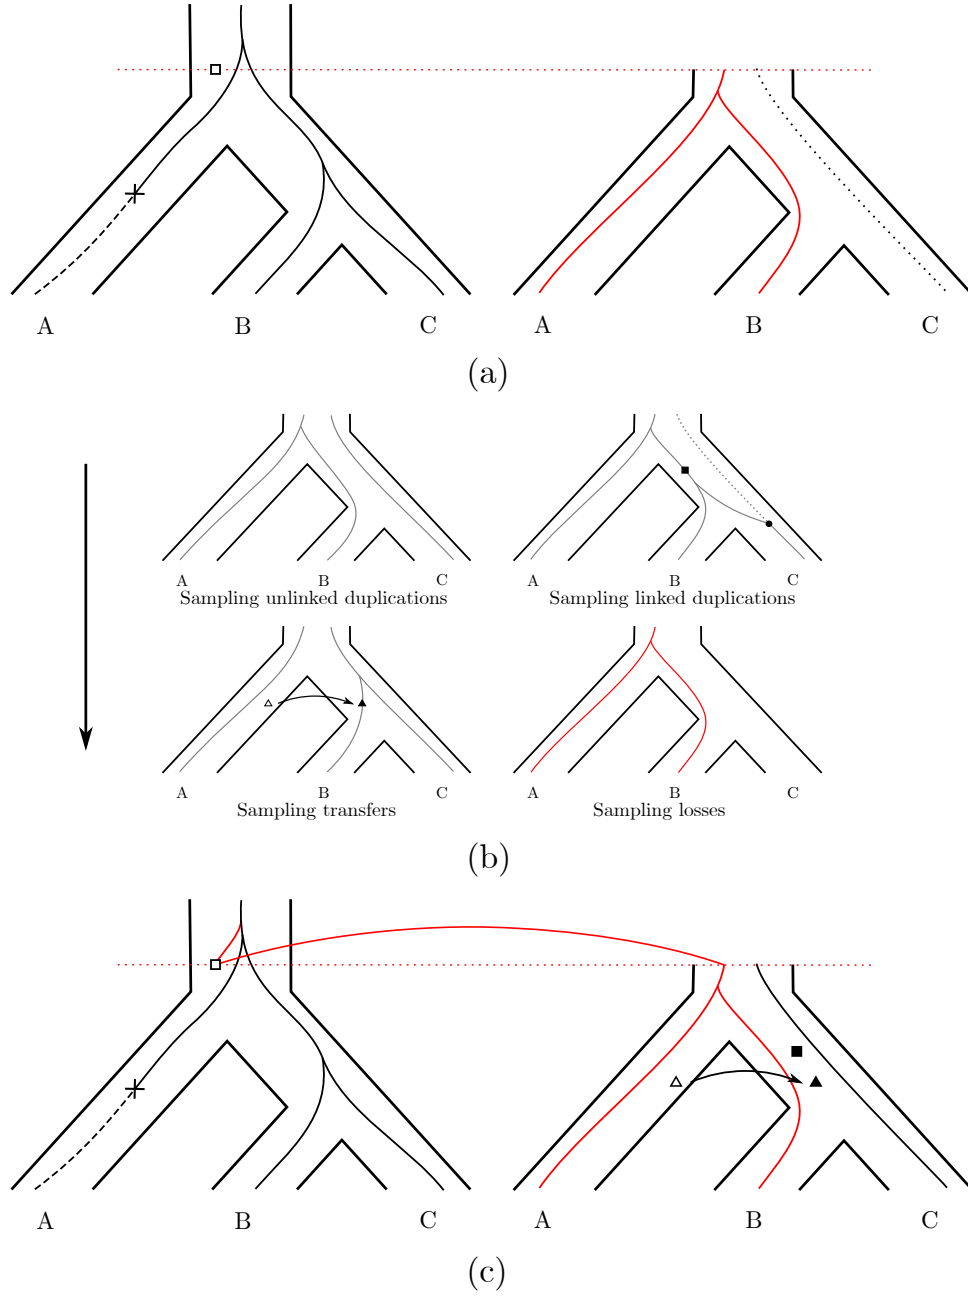 A B C A B C
(a)
A B C A B C
Sampling unlinked duplications Sampling linked duplications
A B C A B C
Sampling transfers Sampling losses
(b)
A B C A B C
(c)